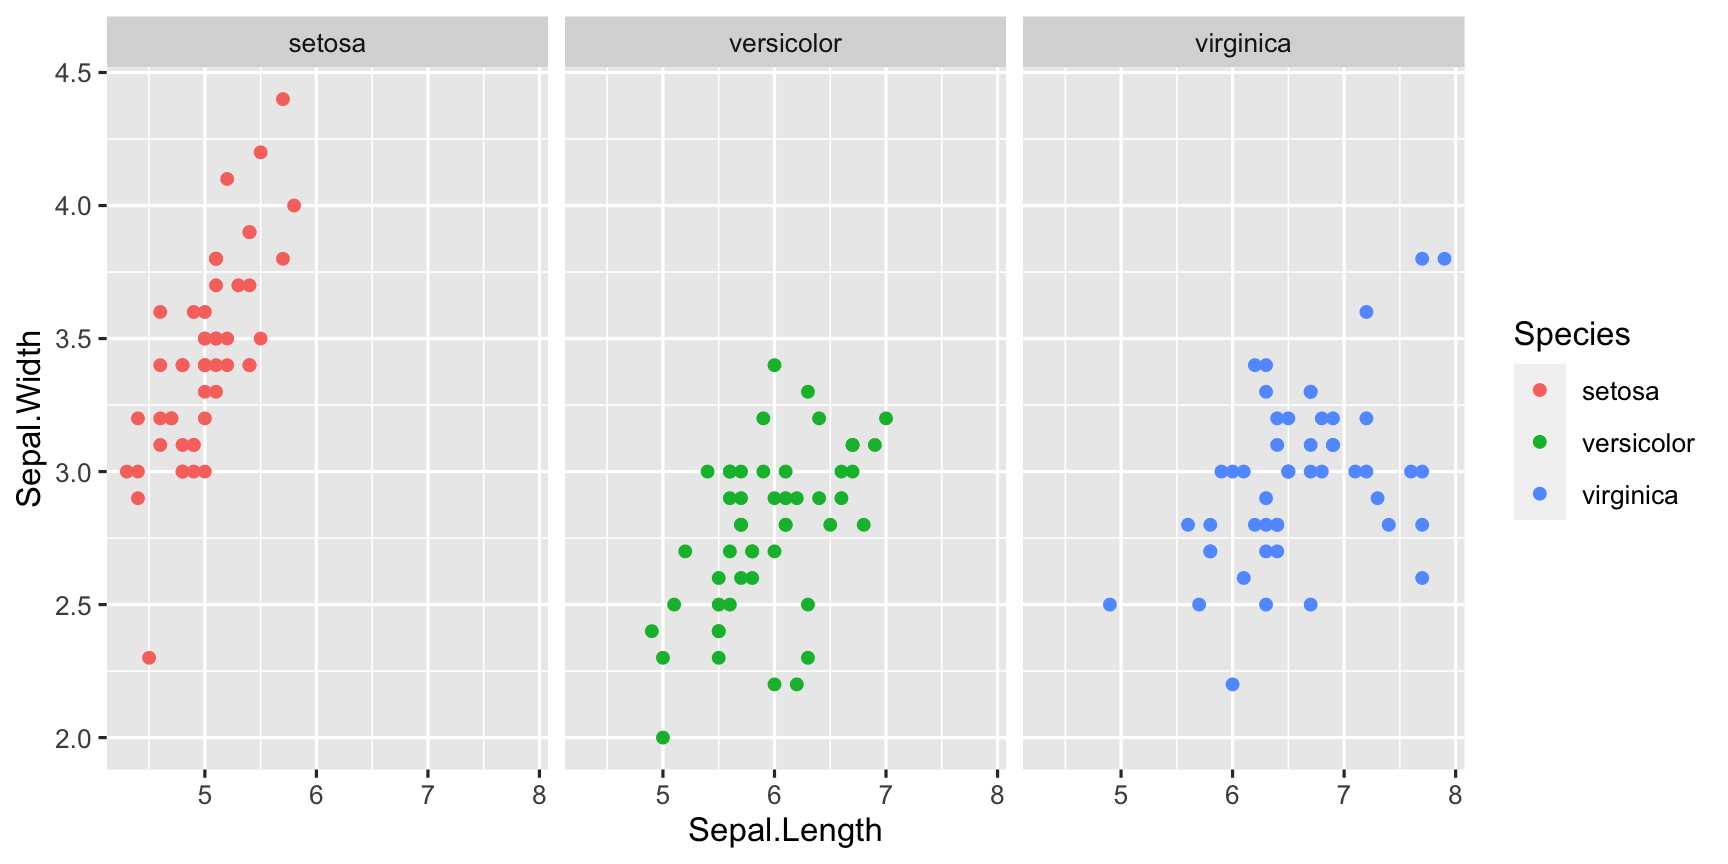 setosa versicolor virginica
4.5
4.0
3.5
3.0
2.5
2.0
Sepal.Width
5 6 7 8 5 6 7 8 5 6 7 8
Sepal.Length
Species
setosa
versicolor
virginica